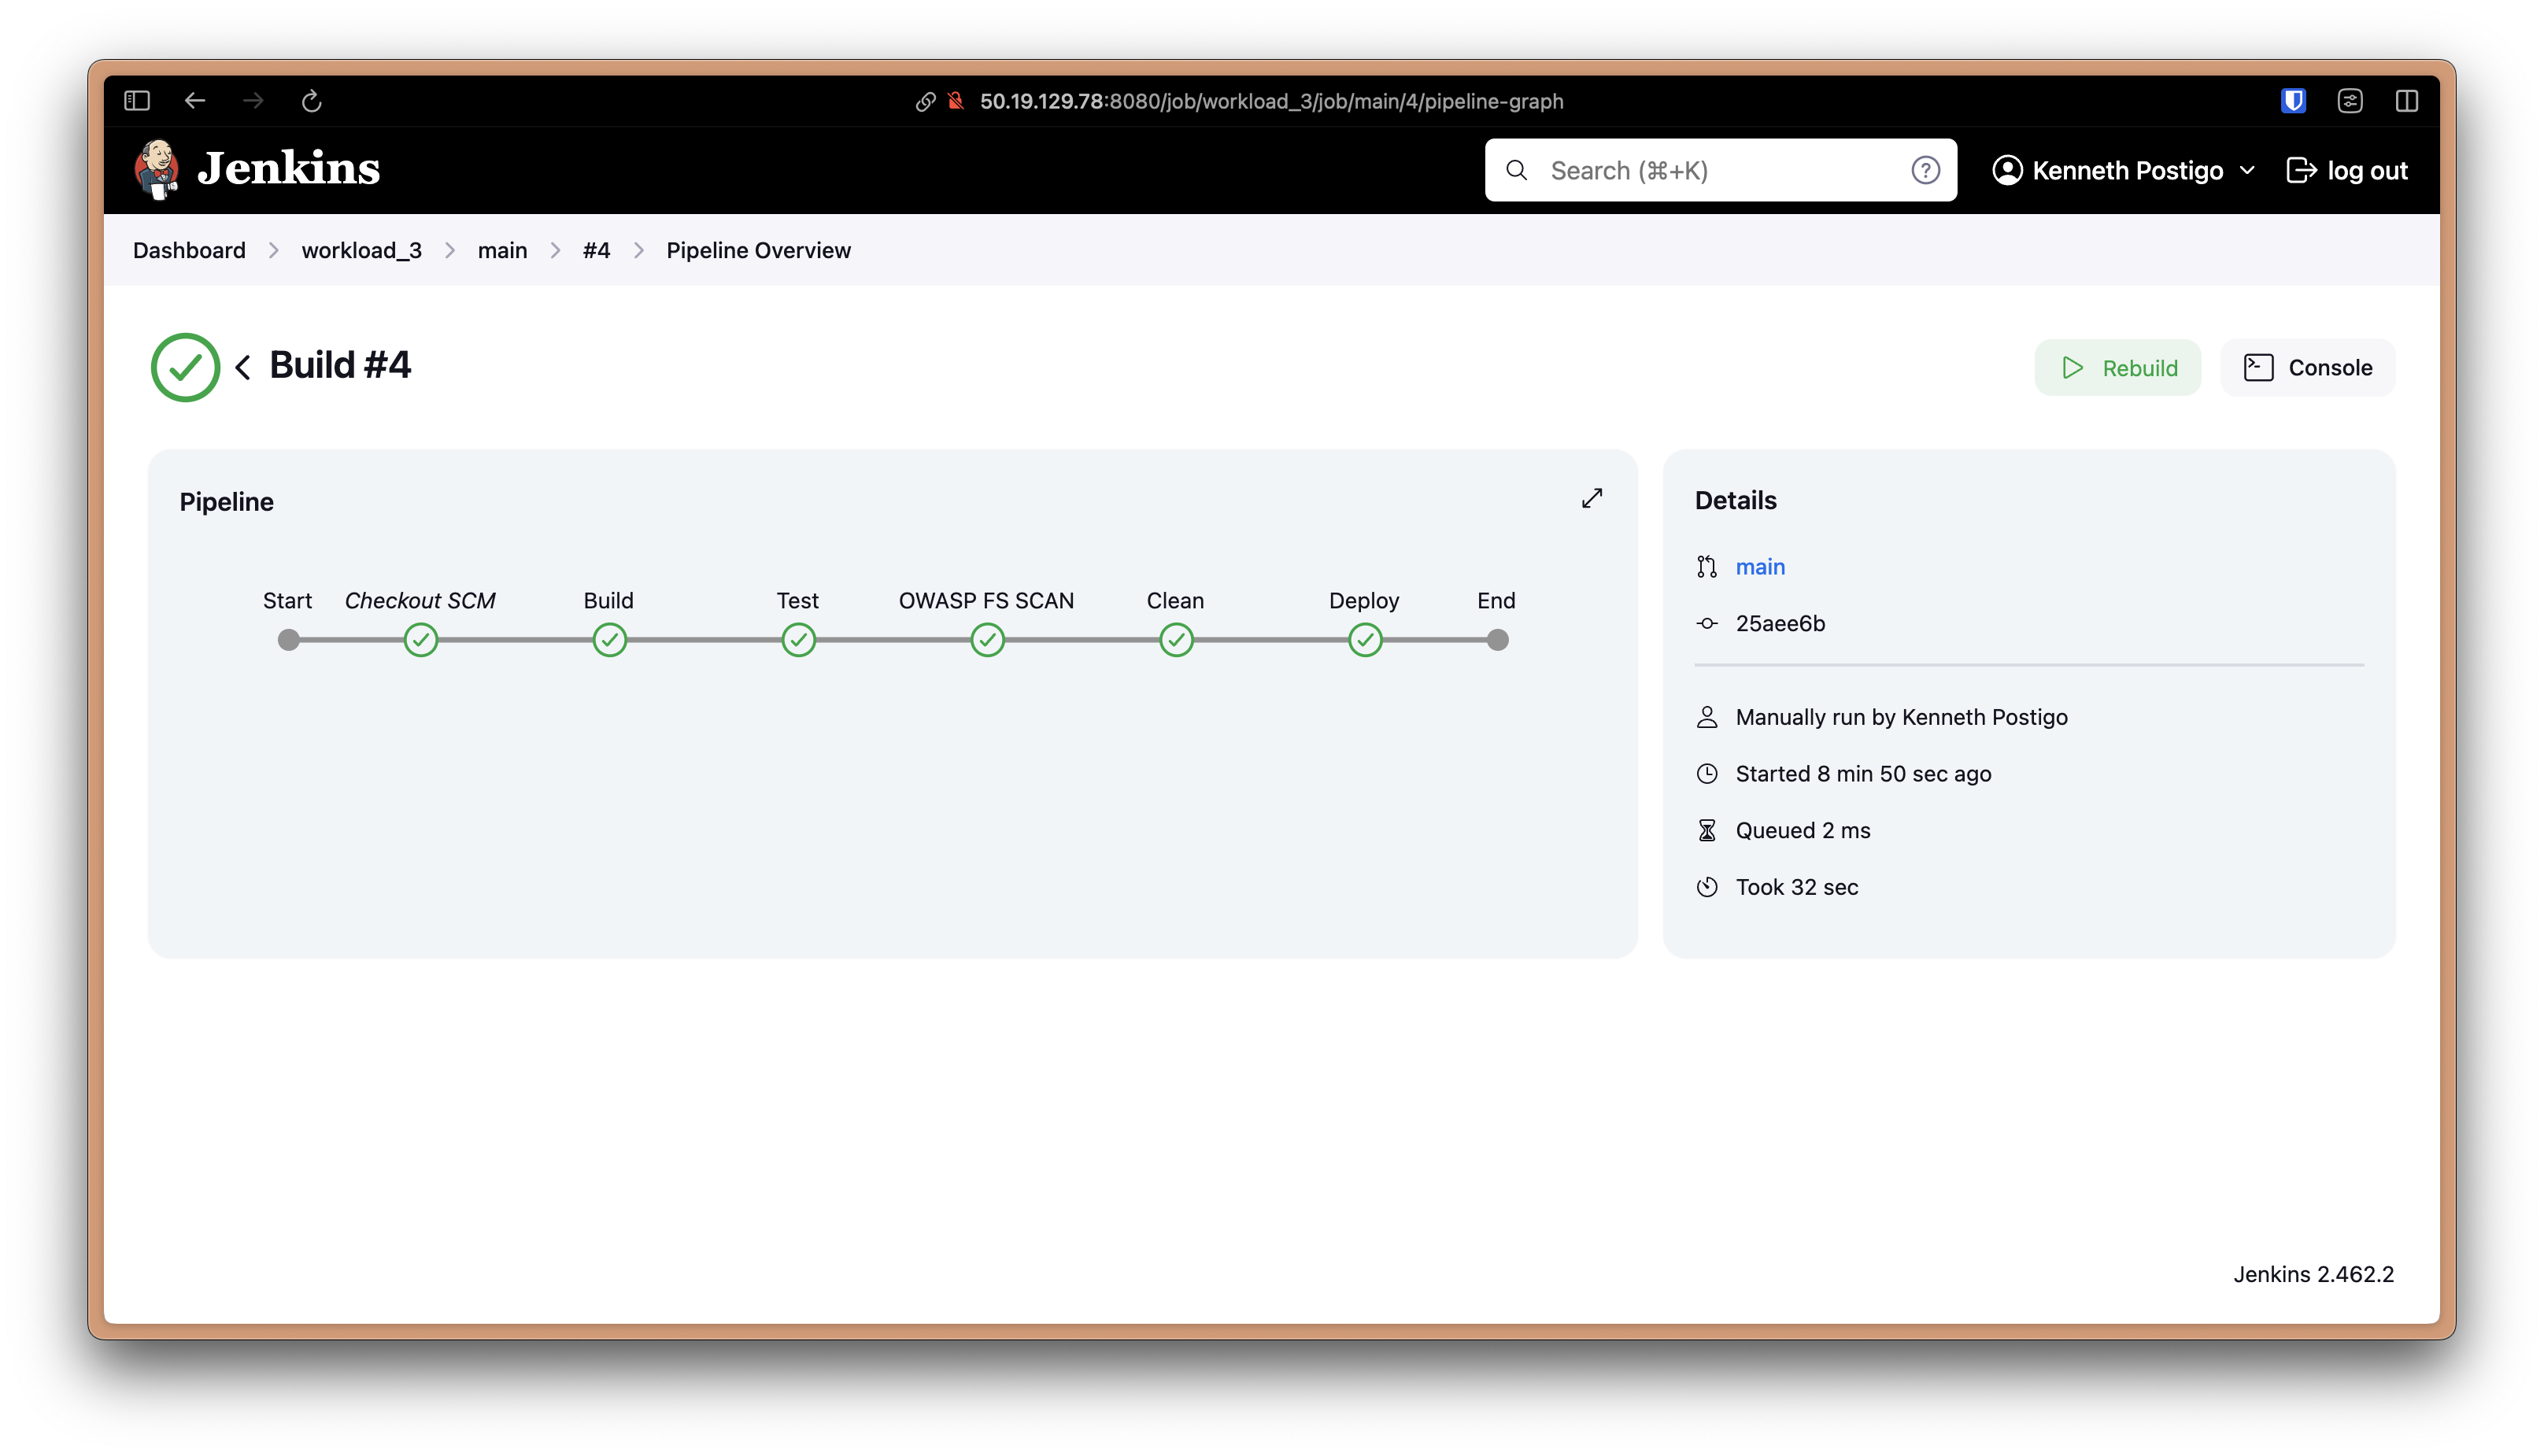 50.19.129.78:8080/job/workload_3/job/main/4/pipeline-graph
Jenkins
Search (⌘+K)
Kenneth Postigo
log out
Dashboard
workload_3
main
#4
Pipeline Overview
Build #4
Rebuild
Console
Pipeline
Start
Checkout SCM
Build
Test
OWASP FS SCAN
Clean
Deploy
End
Details
main
25aee6b
Manually run by Kenneth Postigo
Started 8 min 50 sec ago
Queued 2 ms
Took 32 sec
Jenkins 2.462.2